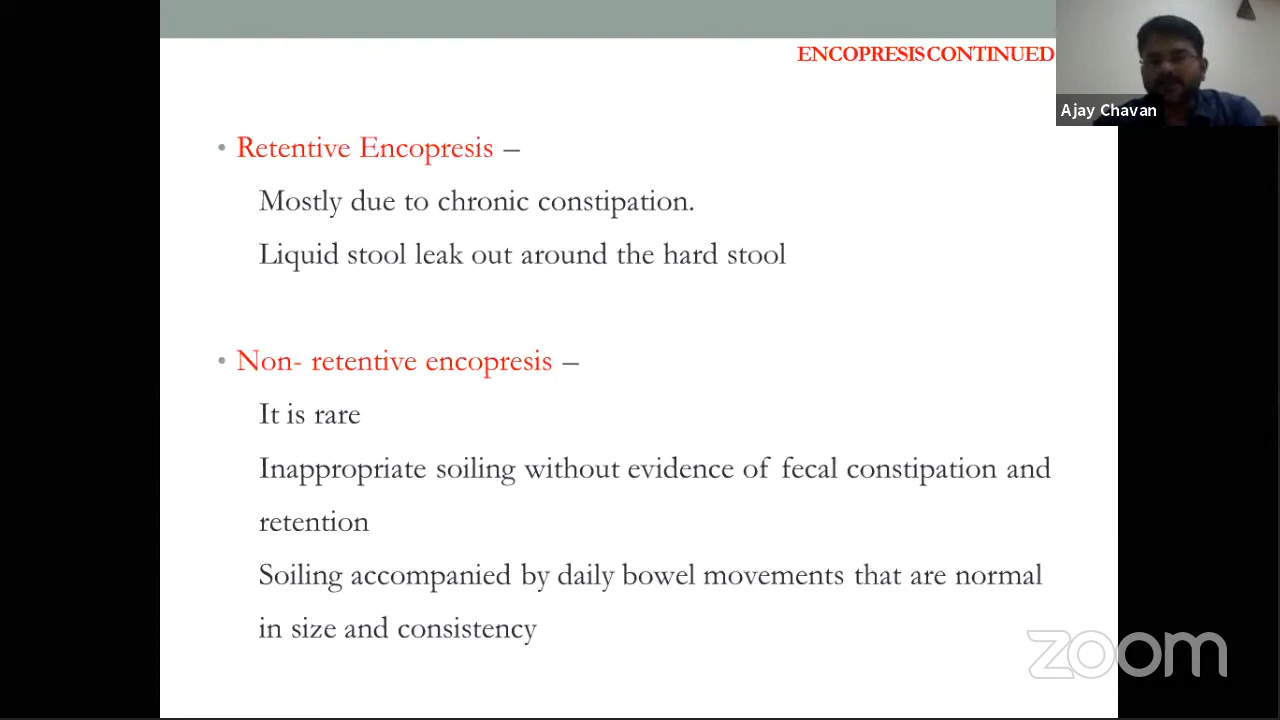 ENCOPRESIS CONTINUED
Ajay Chavan
• Retentive Encopresis –
Mostly due to chronic constipation.
Liquid stool leak out around the hard stool
• Non- retentive encopresis –
It is rare
Inappropriate soiling without evidence of fecal constipation and
retention
Soiling accompanied by daily bowel movements that are normal
in size and consistency
zoom